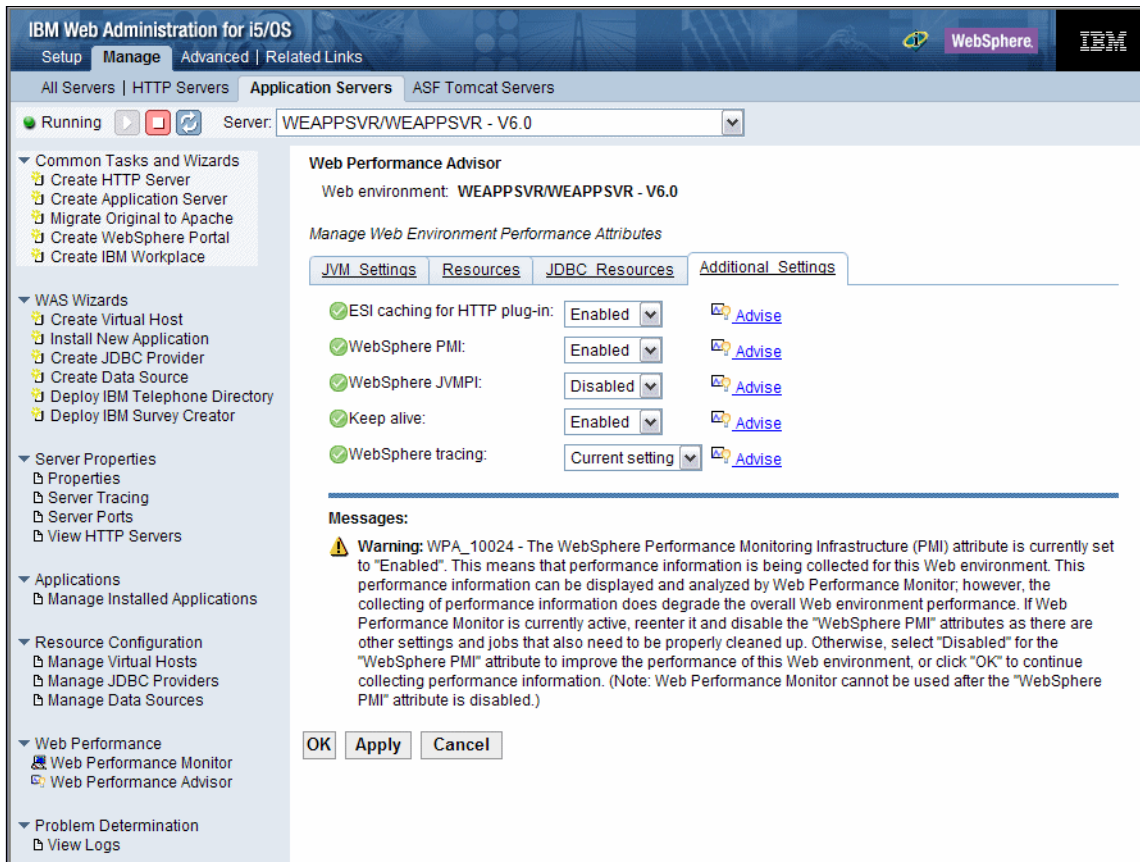 IBM Web Administration for i5/OS
Setup Manage Advanced | Related Links
WebSphere.
IBM
All Servers | HTTP Servers Application Servers ASF Tomcat Servers
Running Server: WEAPPSVR/WEAPPSVR - V6.0
Common Tasks and Wizards
Create HTTP Server
Create Application Server
Migrate Original to Apache
Create WebSphere Portal
Create IBM Workplace
WAS Wizards
Create Virtual Host
Install New Application
Create JDBC Provider
Create Data Source
Deploy IBM Telephone Directory
Deploy IBM Survey Creator
Server Properties
Properties
Server Tracing
Server Ports
View HTTP Servers
Applications
Manage Installed Applications
Resource Configuration
Manage Virtual Hosts
Manage JDBC Providers
Manage Data Sources
Web Performance
Web Performance Monitor
Web Performance Advisor
Problem Determination
View Logs
Web Performance Advisor
Web environment: WEAPPSVR/WEAPPSVR - V6.0
Manage Web Environment Performance Attributes
JVM Settings Resources JDBC Resources Additional Settings
ESI caching for HTTP plug-in: Enabled Advise
WebSphere PMI: Enabled Advise
WebSphere JVMPI: Disabled Advise
Keep alive: Enabled Advise
WebSphere tracing: Current setting Advise
Messages:
Warning: WPA_10024 - The WebSphere Performance Monitoring Infrastructure (PMI) attribute is currently set
to "Enabled". This means that performance information is being collected for this Web environment. This
performance information can be displayed and analyzed by Web Performance Monitor; however, the
collecting of performance information does degrade the overall Web environment performance. If Web
Performance Monitor is currently active, reenter it and disable the "WebSphere PMI" attributes as there are
other settings and jobs that also need to be properly cleaned up. Otherwise, select "Disabled" for the
"WebSphere PMI" attribute to improve the performance of this Web environment, or click "OK" to continue
collecting performance information. (Note: Web Performance Monitor cannot be used after the "WebSphere
PMI" attribute is disabled.)
OK Apply Cancel